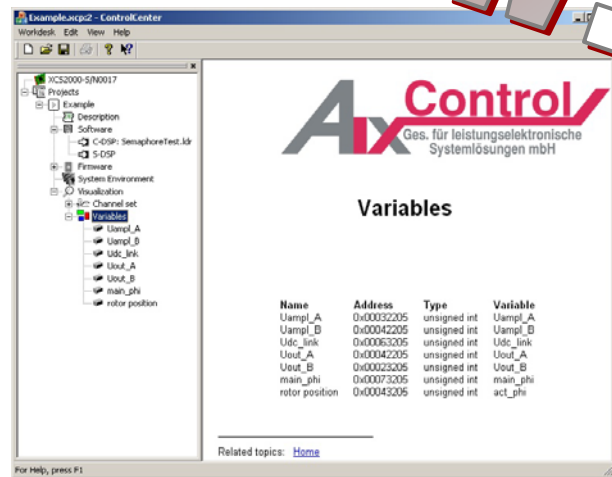 Example.xcp:2 - ControlCenter
Workdesk Edit View Help
XCS2000-S/N0017
Projects
Example
Description
Software
C-DSP: SemaphoreTest.ldr
S-DSP
Firmware
System Environment
Visualization
Channel set
Variables
Uampl_A
Uampl_B
Udc_link
Uout_A
Uout_B
main_phi
rotor position
AixControl
Ges. für leistungselektronische
Systemlösungen mbH
Variables
Name Address Type Variable
Uampl_A 0x00032205 unsigned int Uampl_A
Uampl_B 0x00042205 unsigned int Uampl_B
Udc_link 0x00063205 unsigned int Udc_link
Uout_A 0x00042205 unsigned int Uout_A
Uout_B 0x00023205 unsigned int Uout_B
main_phi 0x00073205 unsigned int main_phi
rotor position 0x00043205 unsigned int act_phi
Related topics: Home
For Help, press F1